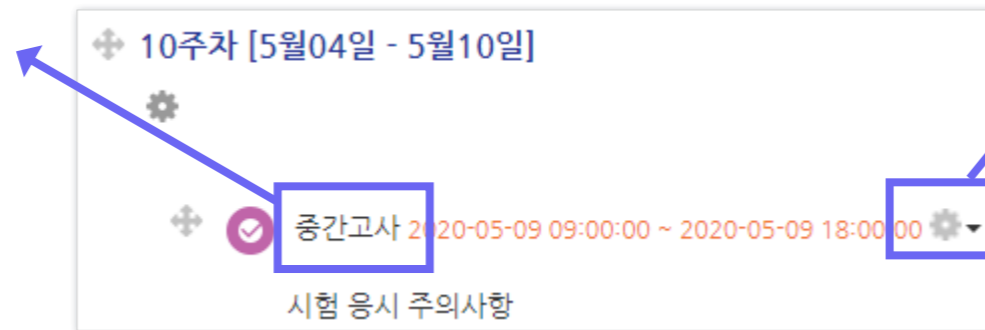 10주차 [5월04일 - 5월10일]
중간고사 2020-05-09 09:00:00 ~ 2020-05-09 18:00:00
시험 응시 주의사항